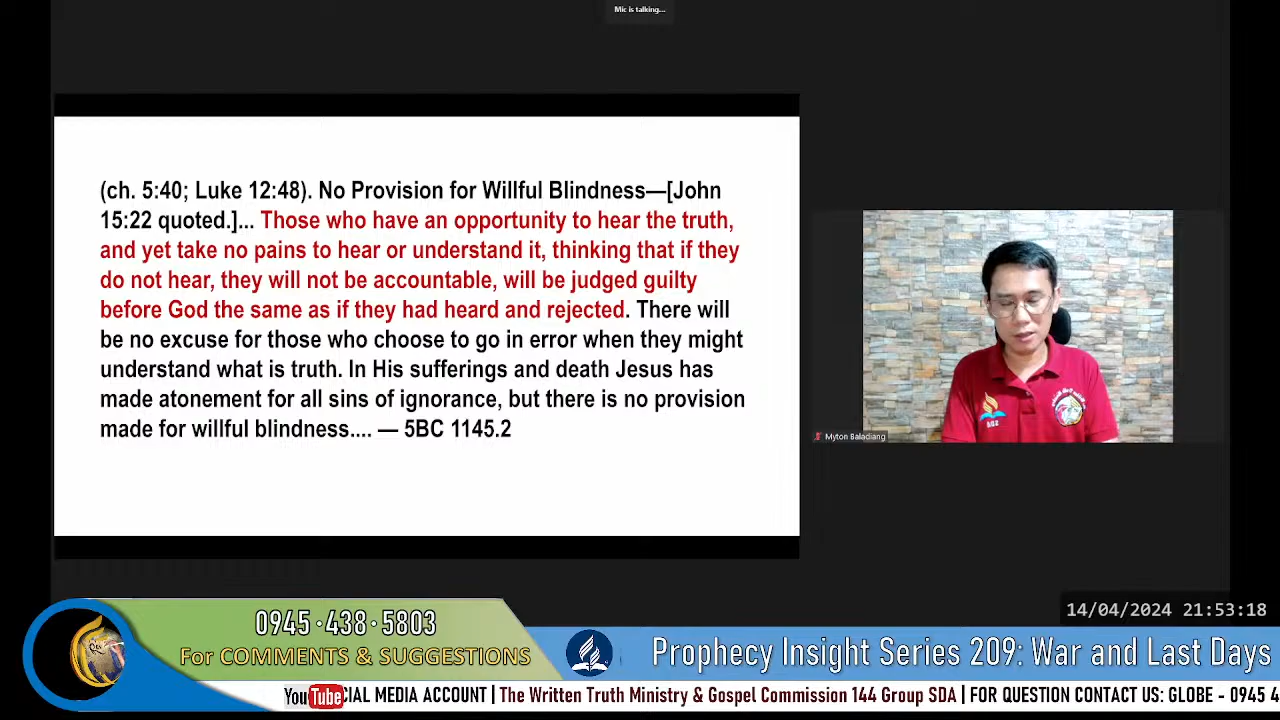 Mic is talking...
(ch. 5:40; Luke 12:48). No Provision for Willful Blindness—[John
15:22 quoted.]... Those who have an opportunity to hear the truth,
and yet take no pains to hear or understand it, thinking that if they
do not hear, they will not be accountable, will be judged guilty
before God the same as if they had heard and rejected. There will
be no excuse for those who choose to go in error when they might
understand what is truth. In His sufferings and death Jesus has
made atonement for all sins of ignorance, but there is no provision
made for willful blindness.... — 5BC 1145.2
Myton Baladiang
14/04/2024 21:53:18
0945·438·5803
For COMMENTS & SUGGESTIONS
Prophecy Insight Series 209: War and Last Days
YouTube CIAL MEDIA ACCOUNT | The Written Truth Ministry & Gospel Commission 144 Group SDA | FOR QUESTION CONTACT US: GLOBE - 0945 4